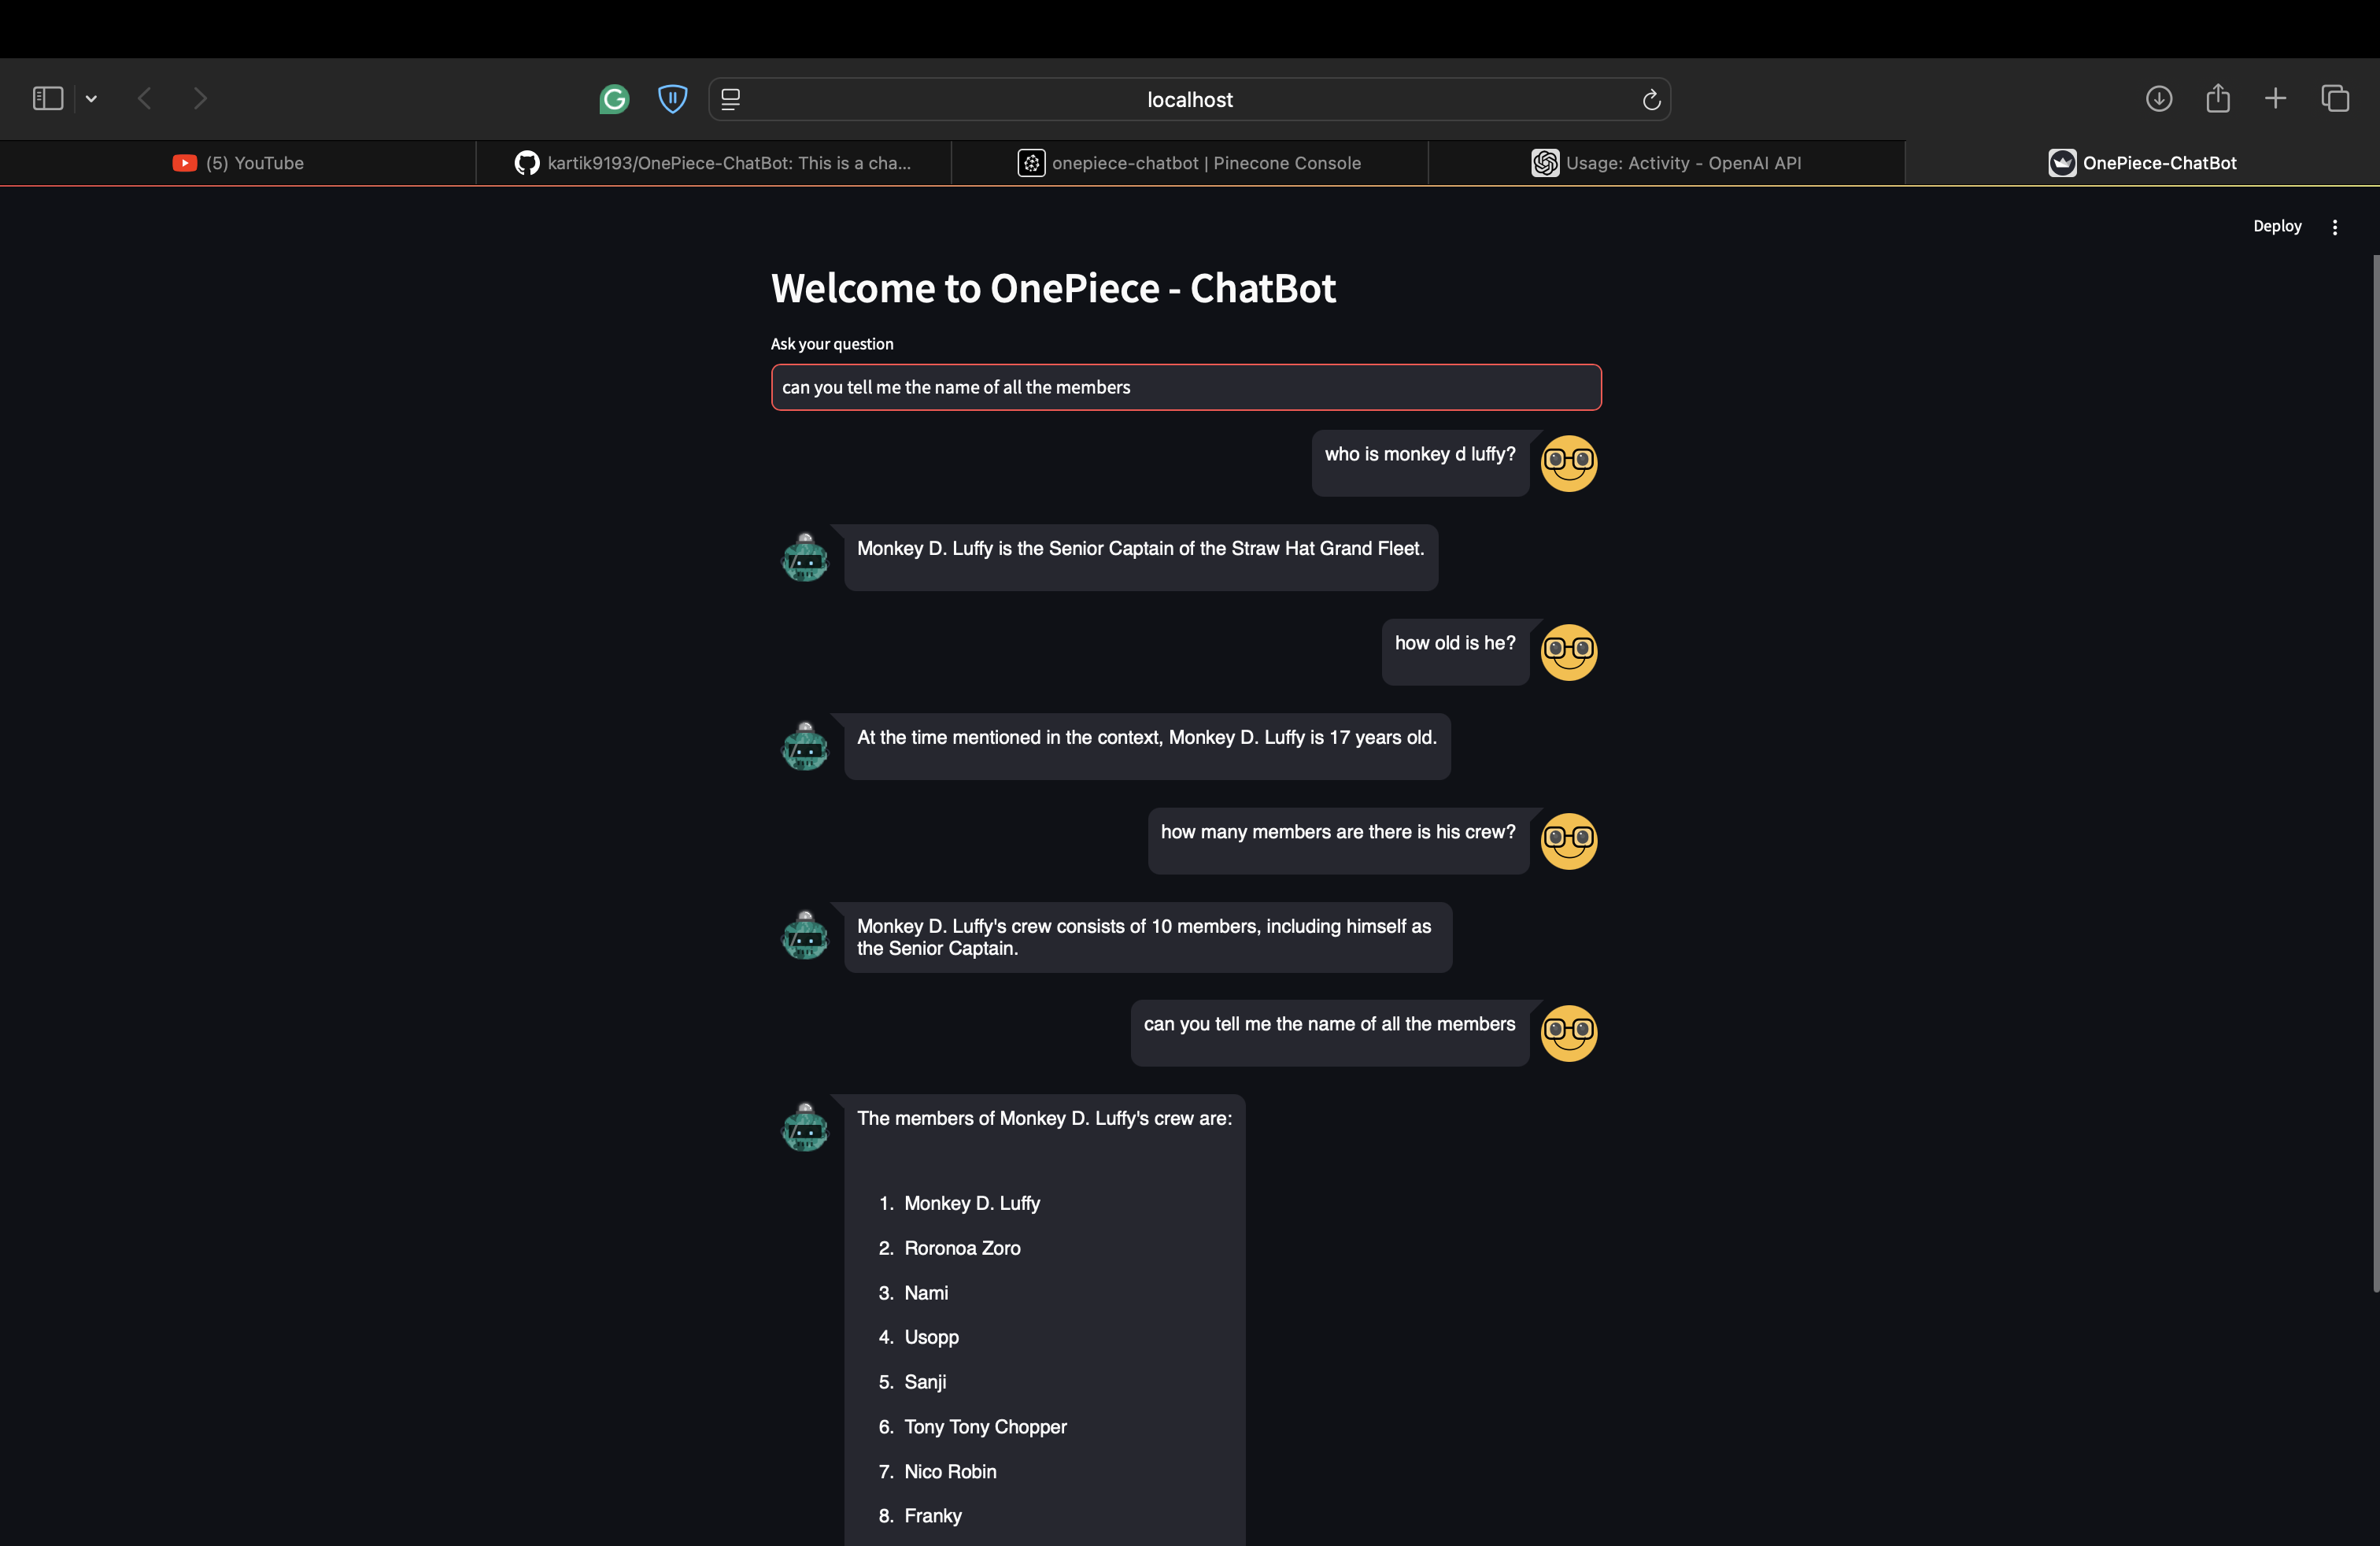 localhost
(5) YouTube
kartik9193/OnePiece-ChatBot: This is a cha...
onepiece-chatbot | Pinecone Console
Usage: Activity - OpenAI API
OnePiece-ChatBot
Deploy
Welcome to OnePiece - ChatBot
Ask your question
can you tell me the name of all the members
who is monkey d luffy?
Monkey D. Luffy is the Senior Captain of the Straw Hat Grand Fleet.
how old is he?
At the time mentioned in the context, Monkey D. Luffy is 17 years old.
how many members are there is his crew?
Monkey D. Luffy's crew consists of 10 members, including himself as
the Senior Captain.
can you tell me the name of all the members
The members of Monkey D. Luffy's crew are:
1. Monkey D. Luffy
2. Roronoa Zoro
3. Nami
4. Usopp
5. Sanji
6. Tony Tony Chopper
7. Nico Robin
8. Franky